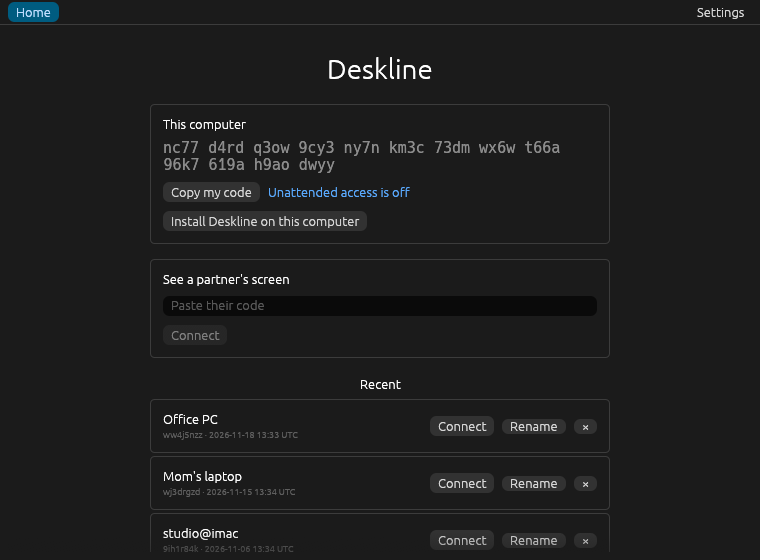 Home
Settings
Deskline
This computer
nc77 d4rd q3ow 9cy3 ny7n km3c 73dm wx6w t66a
96k7 619a h9ao dwyy
Copy my code Unattended access is off
Install Deskline on this computer
See a partner's screen
Paste their code
Connect
Recent
Office PC
ww4j5nzz · 2026-11-18 13:33 UTC
Connect Rename ×
Mom's laptop
wj3drgzd · 2026-11-15 13:34 UTC
Connect Rename ×
studio@imac
9ih1r84k · 2026-11-06 13:34 UTC
Connect Rename ×